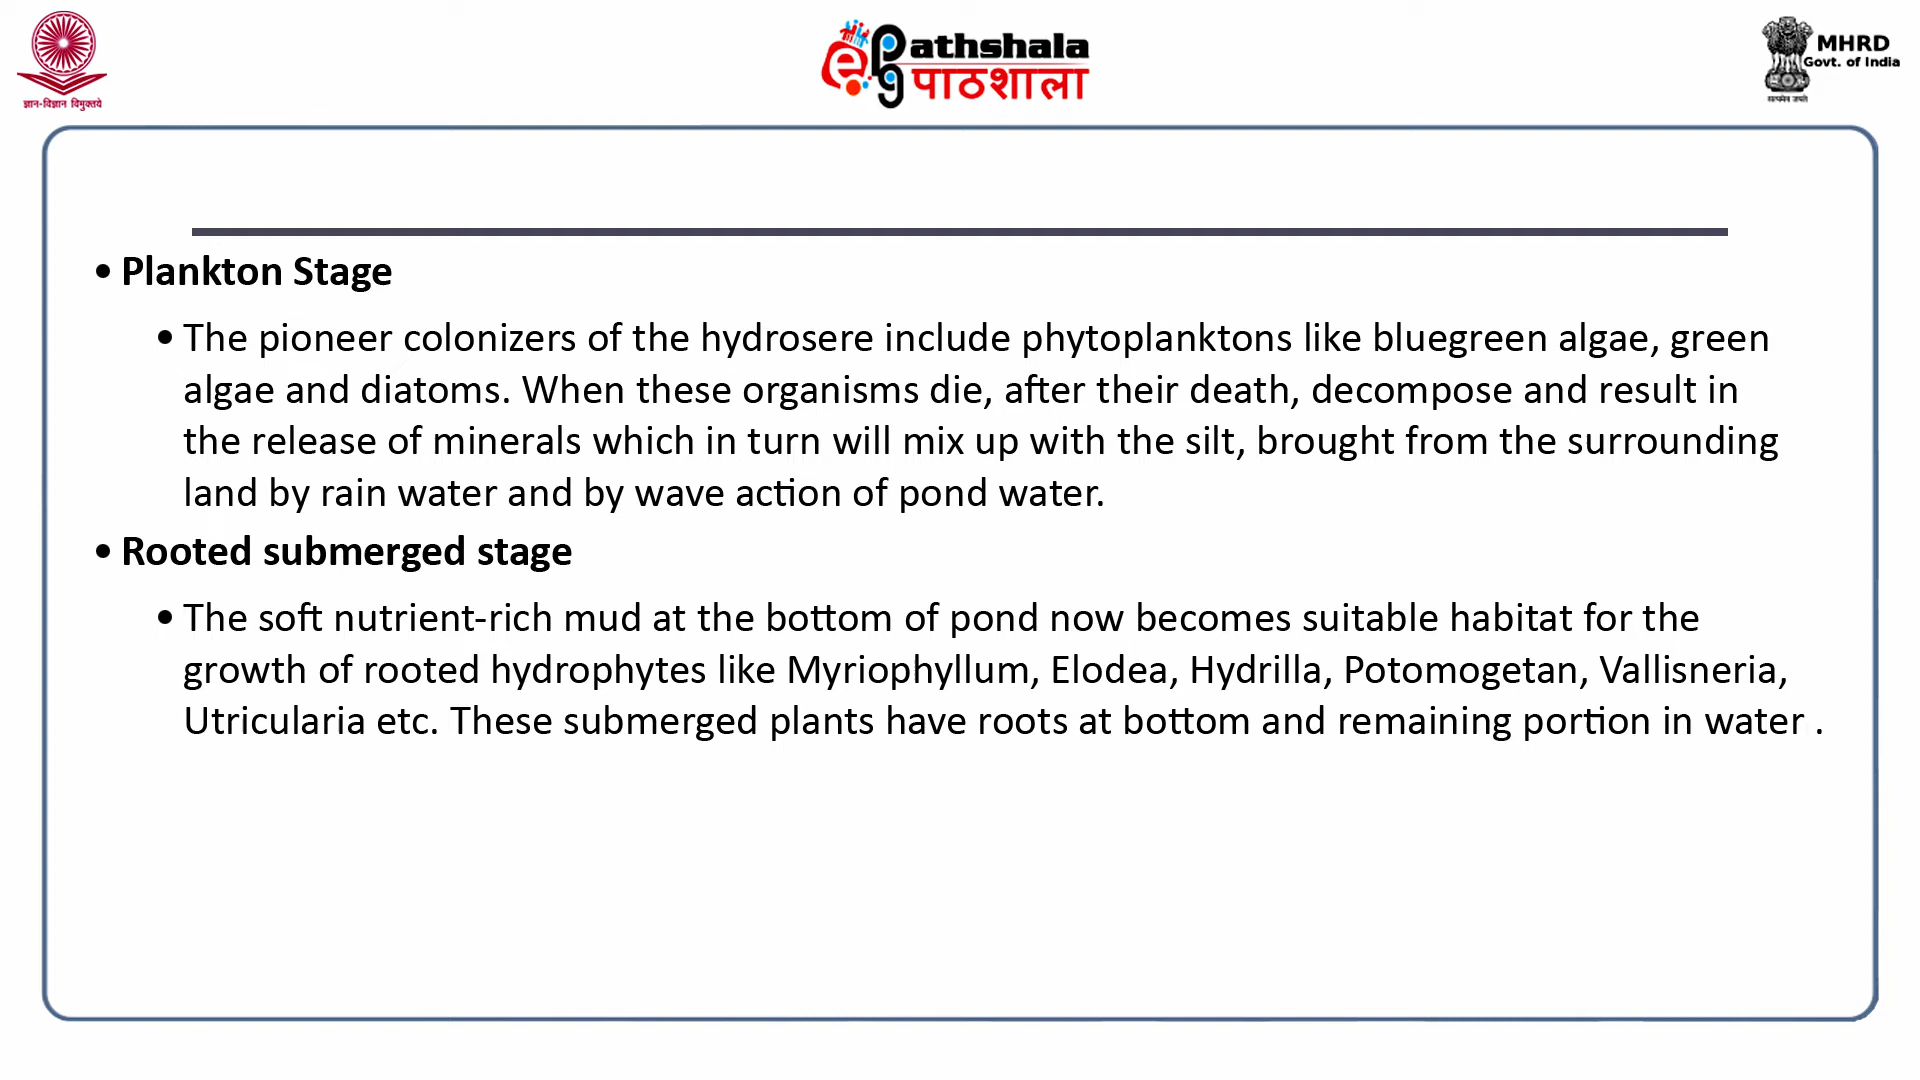 ज्ञान-विज्ञान विमुक्तये
ePgpathshala
पाठशाला
MHRD
Govt. of India
सत्यमेव जयते
• Plankton Stage
• The pioneer colonizers of the hydrosere include phytoplanktons like bluegreen algae, green
algae and diatoms. When these organisms die, after their death, decompose and result in
the release of minerals which in turn will mix up with the silt, brought from the surrounding
land by rain water and by wave action of pond water.
• Rooted submerged stage
• The soft nutrient-rich mud at the bottom of pond now becomes suitable habitat for the
growth of rooted hydrophytes like Myriophyllum, Elodea, Hydrilla, Potomogetan, Vallisneria,
Utricularia etc. These submerged plants have roots at bottom and remaining portion in water .